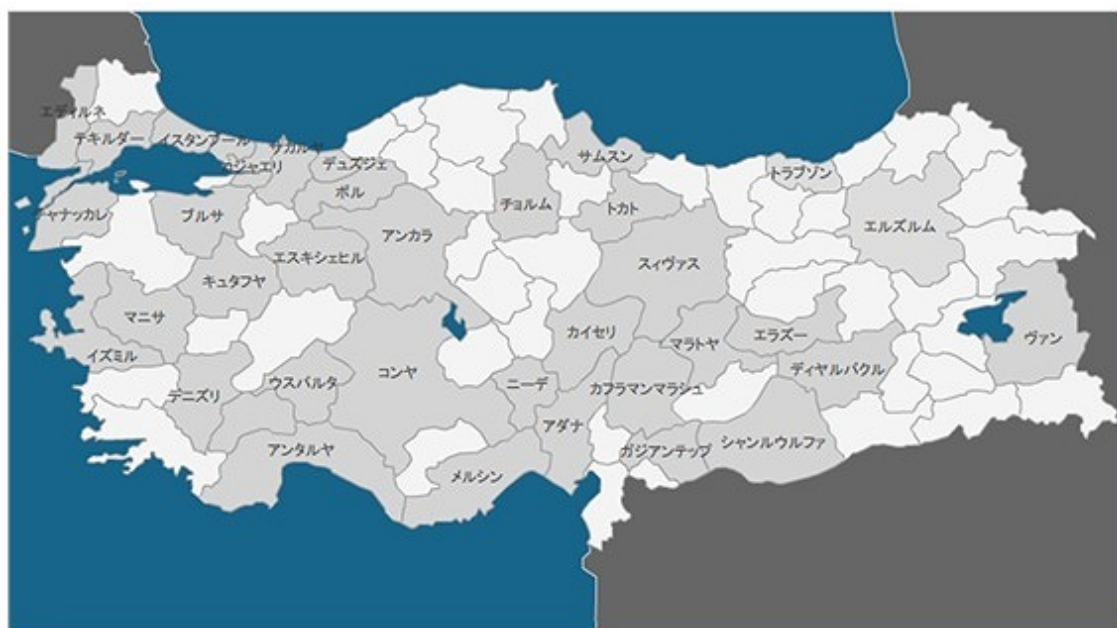 エディルネ
テキルダー
イスタンブール
サカルヤ
コジャエリ
デュズジェ
サムスン
トラブゾン
チャナッカレ
ブルサ
ボル
チョルム
トカト
アンカラ
エルズルム
エスキシェヒル
キュタフヤ
スィヴァス
マニサ
カイセリ
マラトヤ
エラズー
ヴァン
イズミル
ディヤルバクル
コンヤ
ウスパルタ
ニーデ
カフラマンマラシュ
デニズリ
アダナ
アンタルヤ
ガジアンテップ
シャンルウルファ
メルシン